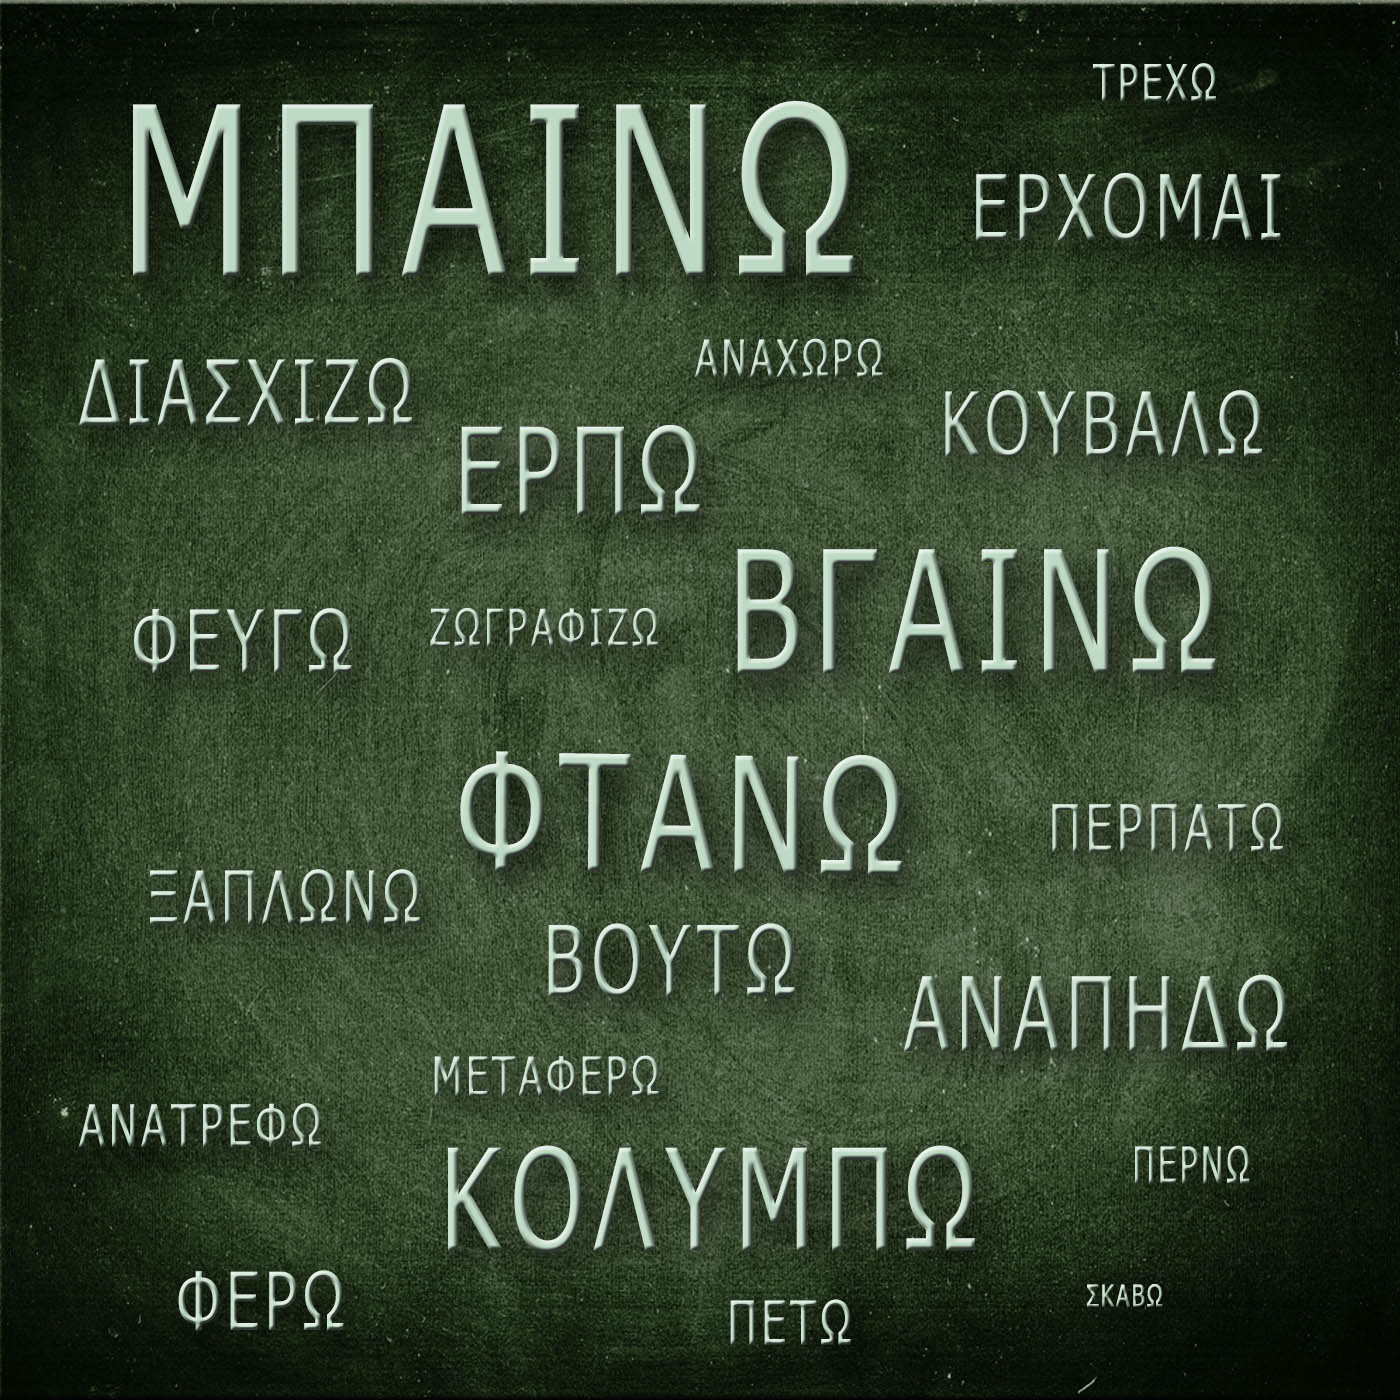 ΤΡΕΧΩ
ΜΠΑΙΝΩ
ΕΡΧΟΜΑΙ
ΑΝΑΧΩΡΩ
ΔΙΑΣΧΙΖΩ
ΚΟΥΒΑΛΩ
ΕΡΠΩ
ΒΓΑΙΝΩ
ΦΕΥΓΩ
ΖΩΓΡΑΦΙΖΩ
ΦΤΑΝΩ
ΠΕΡΠΑΤΩ
ΞΑΠΛΩΝΩ
ΒΟΥΤΩ
ΑΝΑΠΗΔΩ
ΜΕΤΑΦΕΡΩ
ΑΝΑΤΡΕΦΩ
ΠΕΡΝΩ
ΚΟΛΥΜΠΩ
ΦΕΡΩ
ΣΚΑΒΩ
ΠΕΤΩ